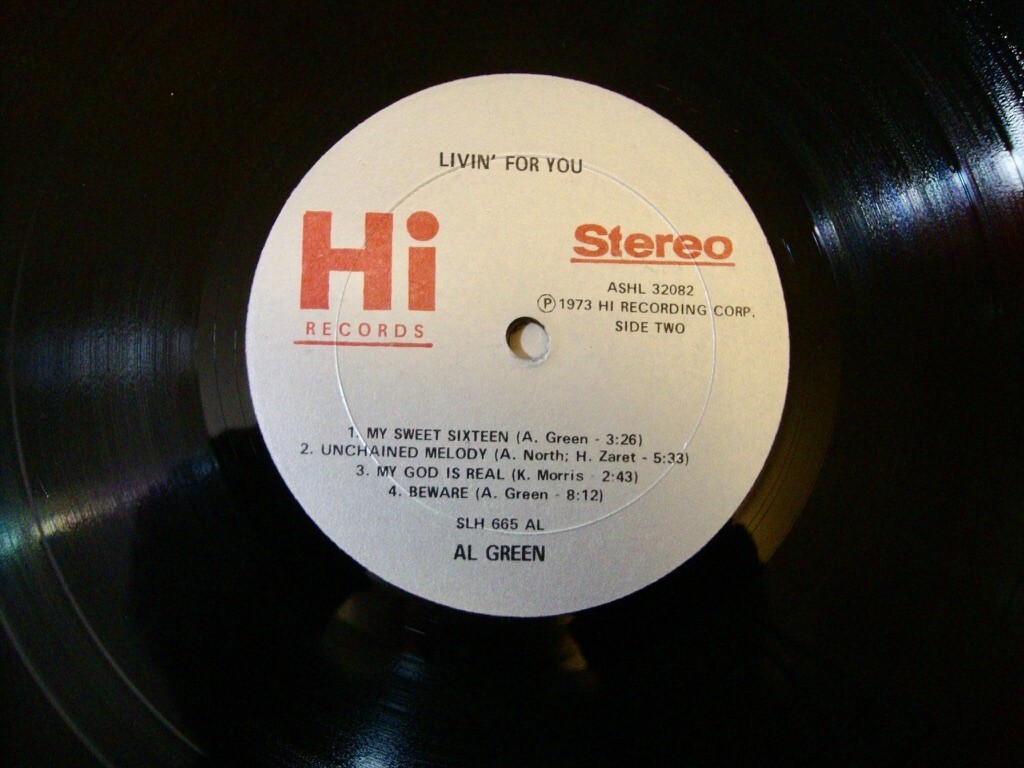 LIVIN' FOR YOU
Hi
RECORDS
Stereo
ASHL 32082
Ⓟ 1973 HI RECORDING CORP.
SIDE TWO
1. MY SWEET SIXTEEN (A. Green - 3:26)
2. UNCHAINED MELODY (A. North; H. Zaret - 5:33)
3. MY GOD IS REAL (K. Morris - 2:43)
4. BEWARE (A. Green - 8:12)
SLH 665 AL
AL GREEN